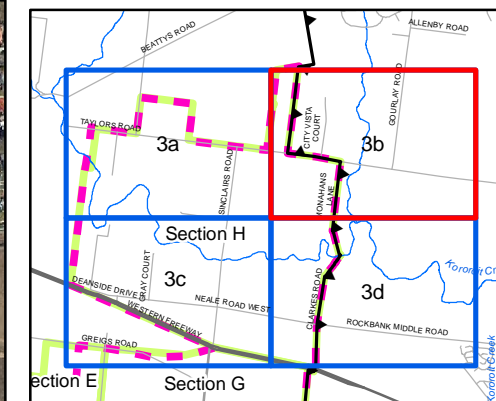 ALLENBY ROAD
BEATTYS ROAD
GOURLAY ROAD
CITY VISTA
COURT
TAYLORS ROAD
3a
3b
SINCLAIRS ROAD
MONAHANS
LANE
Section H
GRAY COURT
3c
3d
Kororoit Cr
DEANSIDE DRIVE
WESTERN FREEWAY
NEALE ROAD WEST
CLARKES ROAD
ROCKBANK MIDDLE ROAD
GREIGS ROAD
Kororoit Creek
ection E
Section G